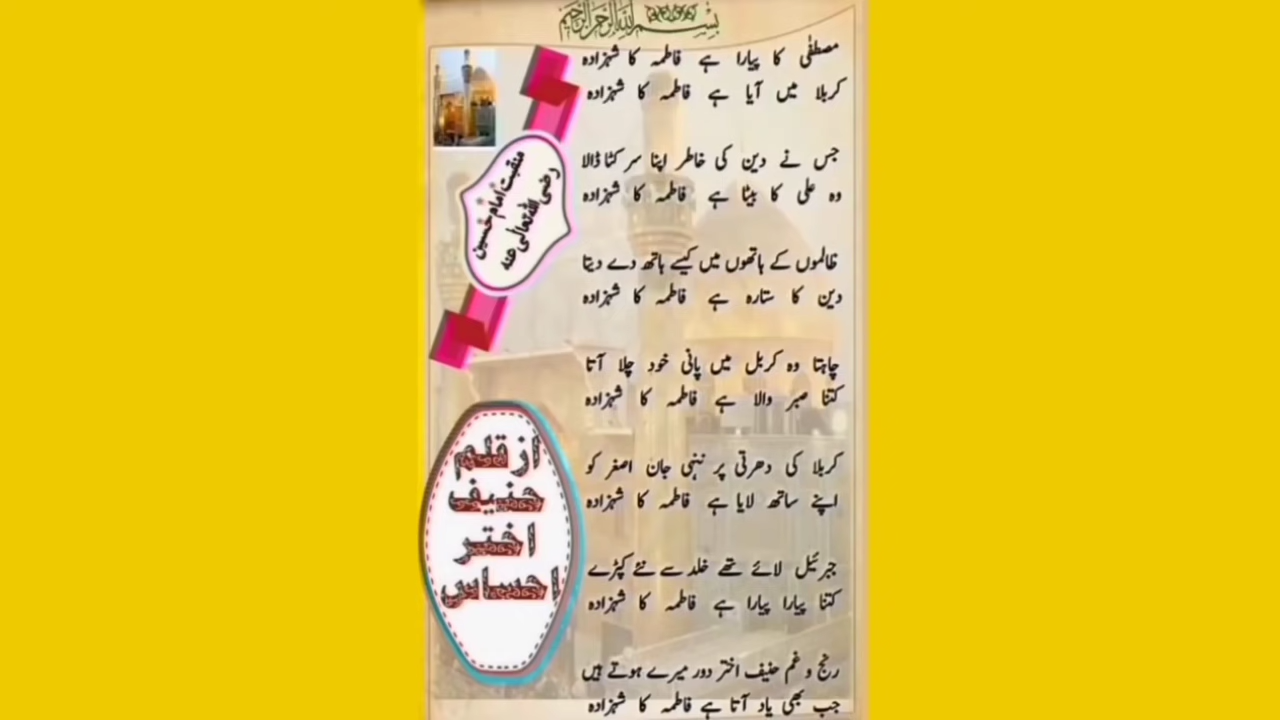 بسم اللہ الرحمن الرحیم
مصطفٰی کا پیارا ہے فاطمہ کا شہزادہ
کربلا میں آیا ہے فاطمہ کا شہزادہ
جس نے دین کی خاطر اپنا سر کٹا ڈالا
وہ علی کا بیٹا ہے فاطمہ کا شہزادہ
ظالموں کے ہاتھوں میں کیسے ہاتھ دے دیتا
دین کا ستارہ ہے فاطمہ کا شہزادہ
چاہتا وہ کربل میں پانی خود چلا آتا
کتنا صبر والا ہے فاطمہ کا شہزادہ
کربلا کی دھرتی پر ننہی جان اصغر کو
اپنے ساتھ لایا ہے فاطمہ کا شہزادہ
جبرئیل لائے تھے خلد سے نئے کپڑے
کتنا پیارا پیارا ہے فاطمہ کا شہزادہ
رنج و غم حنیف اختر دور میرے ہوتے ہیں
جب بھی یاد آتا ہے فاطمہ کا شہزادہ
منقبت امام حسین
رضی اللہ تعالٰی عنہ
از قلم
حنیف
اختر
احساس